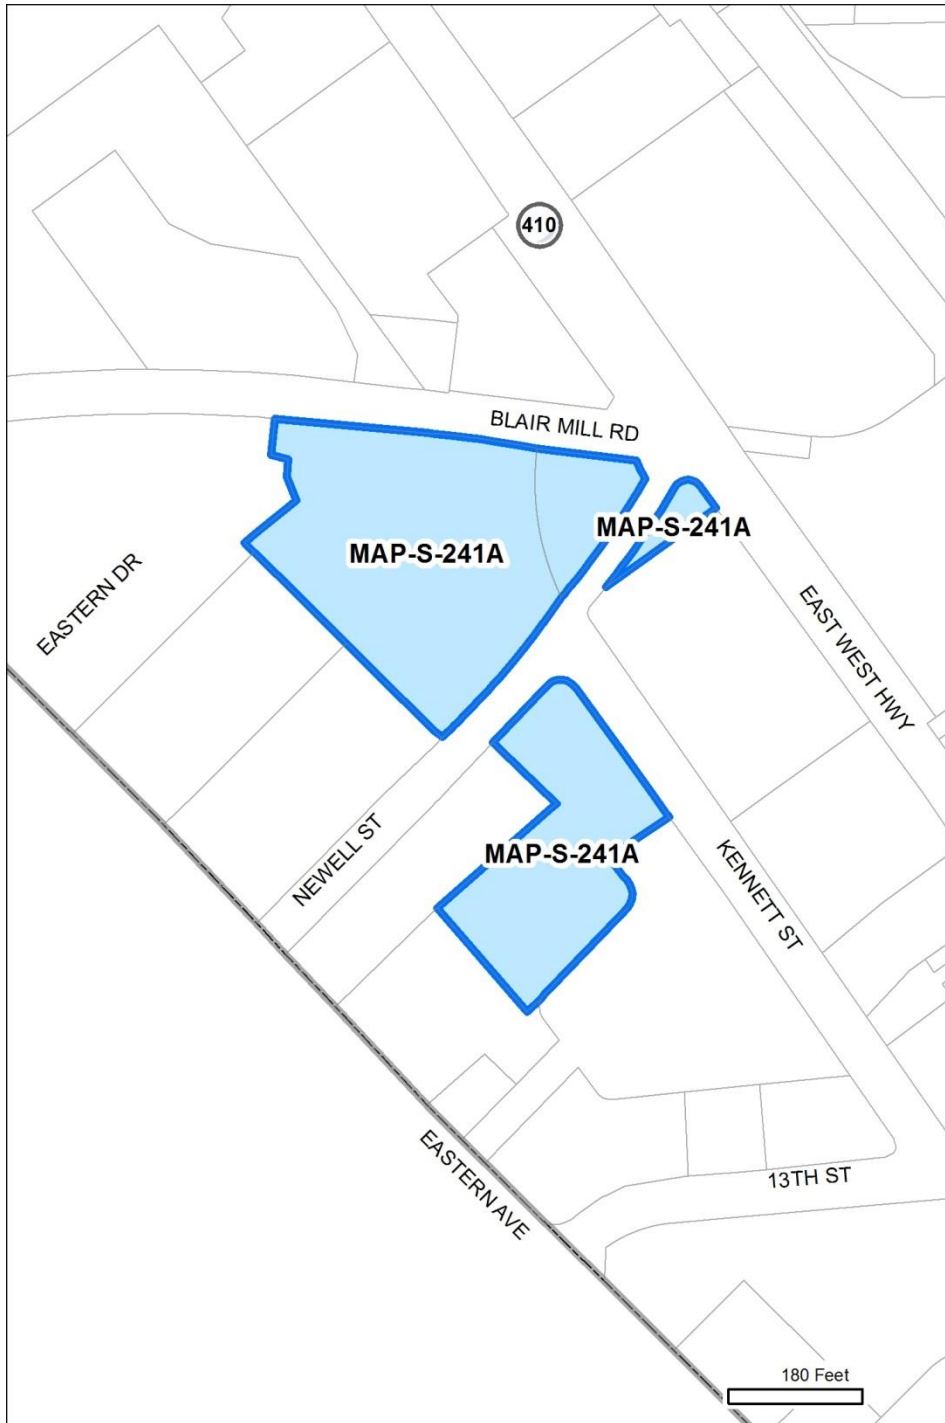 410
BLAIR MILL RD
MAP-S-241A
MAP-S-241A
EASTERN DR
EAST WEST HWY
NEWELL ST
MAP-S-241A
KENNETT ST
EASTERN AVE
13TH ST
180 Feet